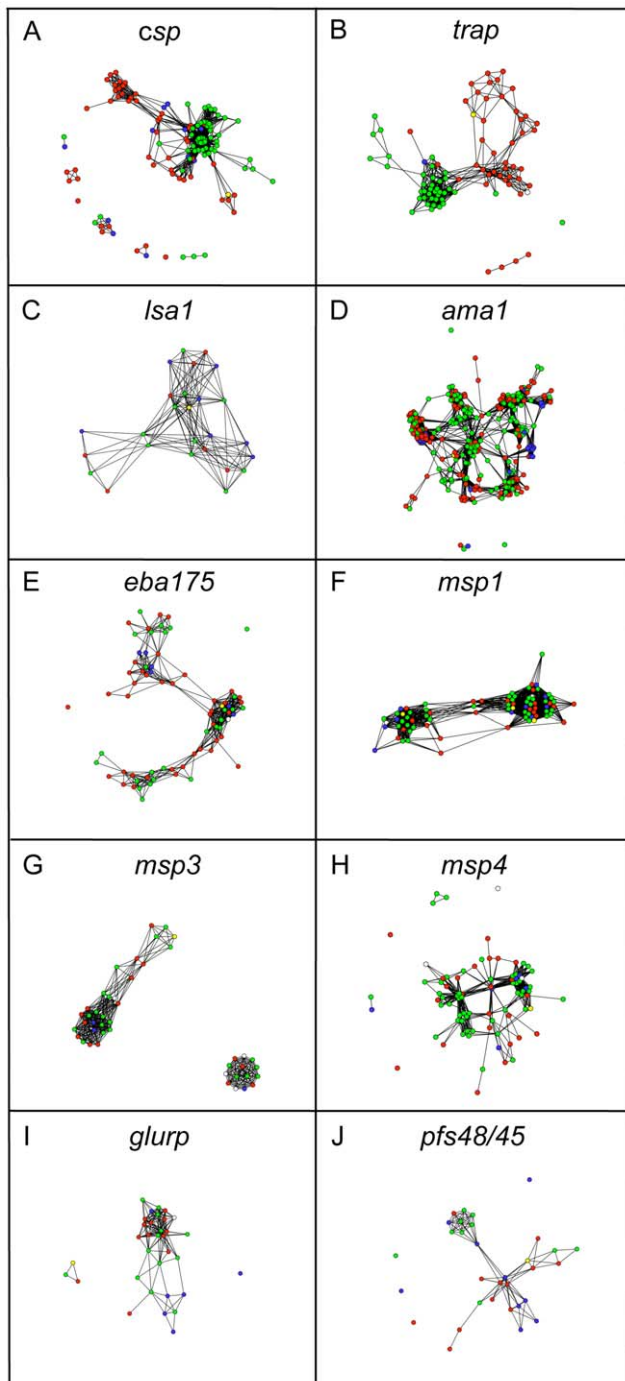 A csp
B trap
C lsa1
D ama1
E eba175
F msp1
G msp3
H msp4
I glurp
J pfs48/45